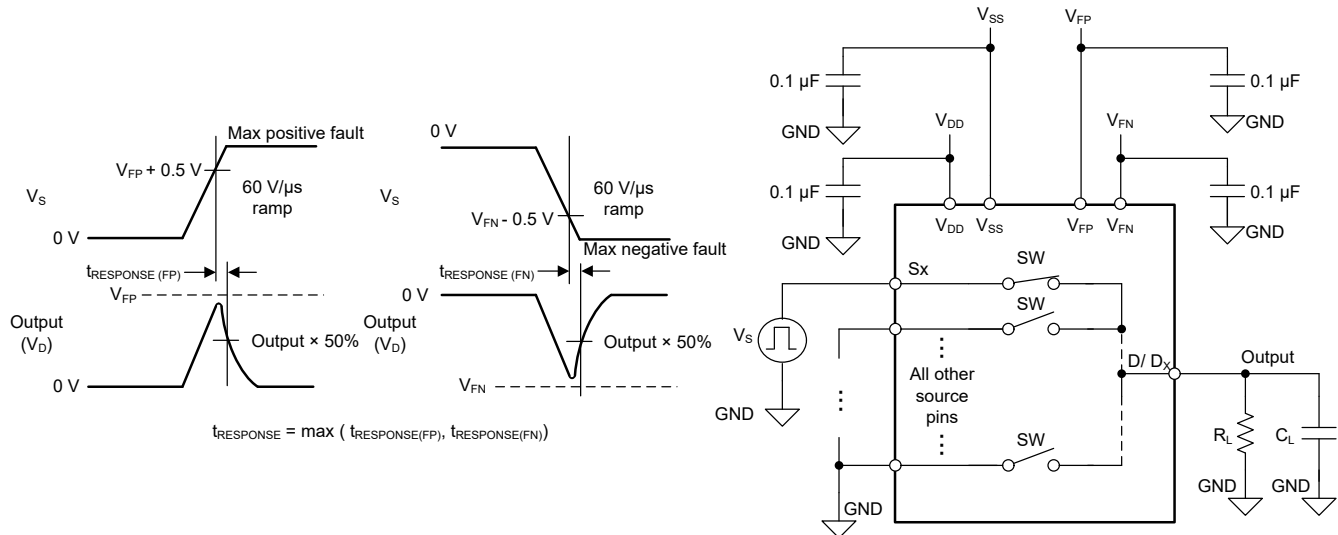 Max positive fault
V_FP + 0.5 V
60 V/µs
ramp
V_S
0 V
t_RESPONSE (FP)
V_FP
Output
(V_D)
Output × 50%
0 V
0 V
60 V/µs
ramp
V_S
V_FN - 0.5 V
Max negative fault
t_RESPONSE (FN)
0 V
Output
(V_D)
Output × 50%
V_FN
t_RESPONSE = max ( t_RESPONSE(FP), t_RESPONSE(FN))
V_SS
V_FP
0.1 µF
0.1 µF
GND
GND
V_DD
V_FN
0.1 µF
0.1 µF
GND
GND
V_DD
V_SS
V_FP
V_FN
Sx
SW
SW
V_S
GND
⋮
⋮
All other
source
pins
⋮
SW
GND
D/ D_X
Output
R_L
C_L
GND
GND